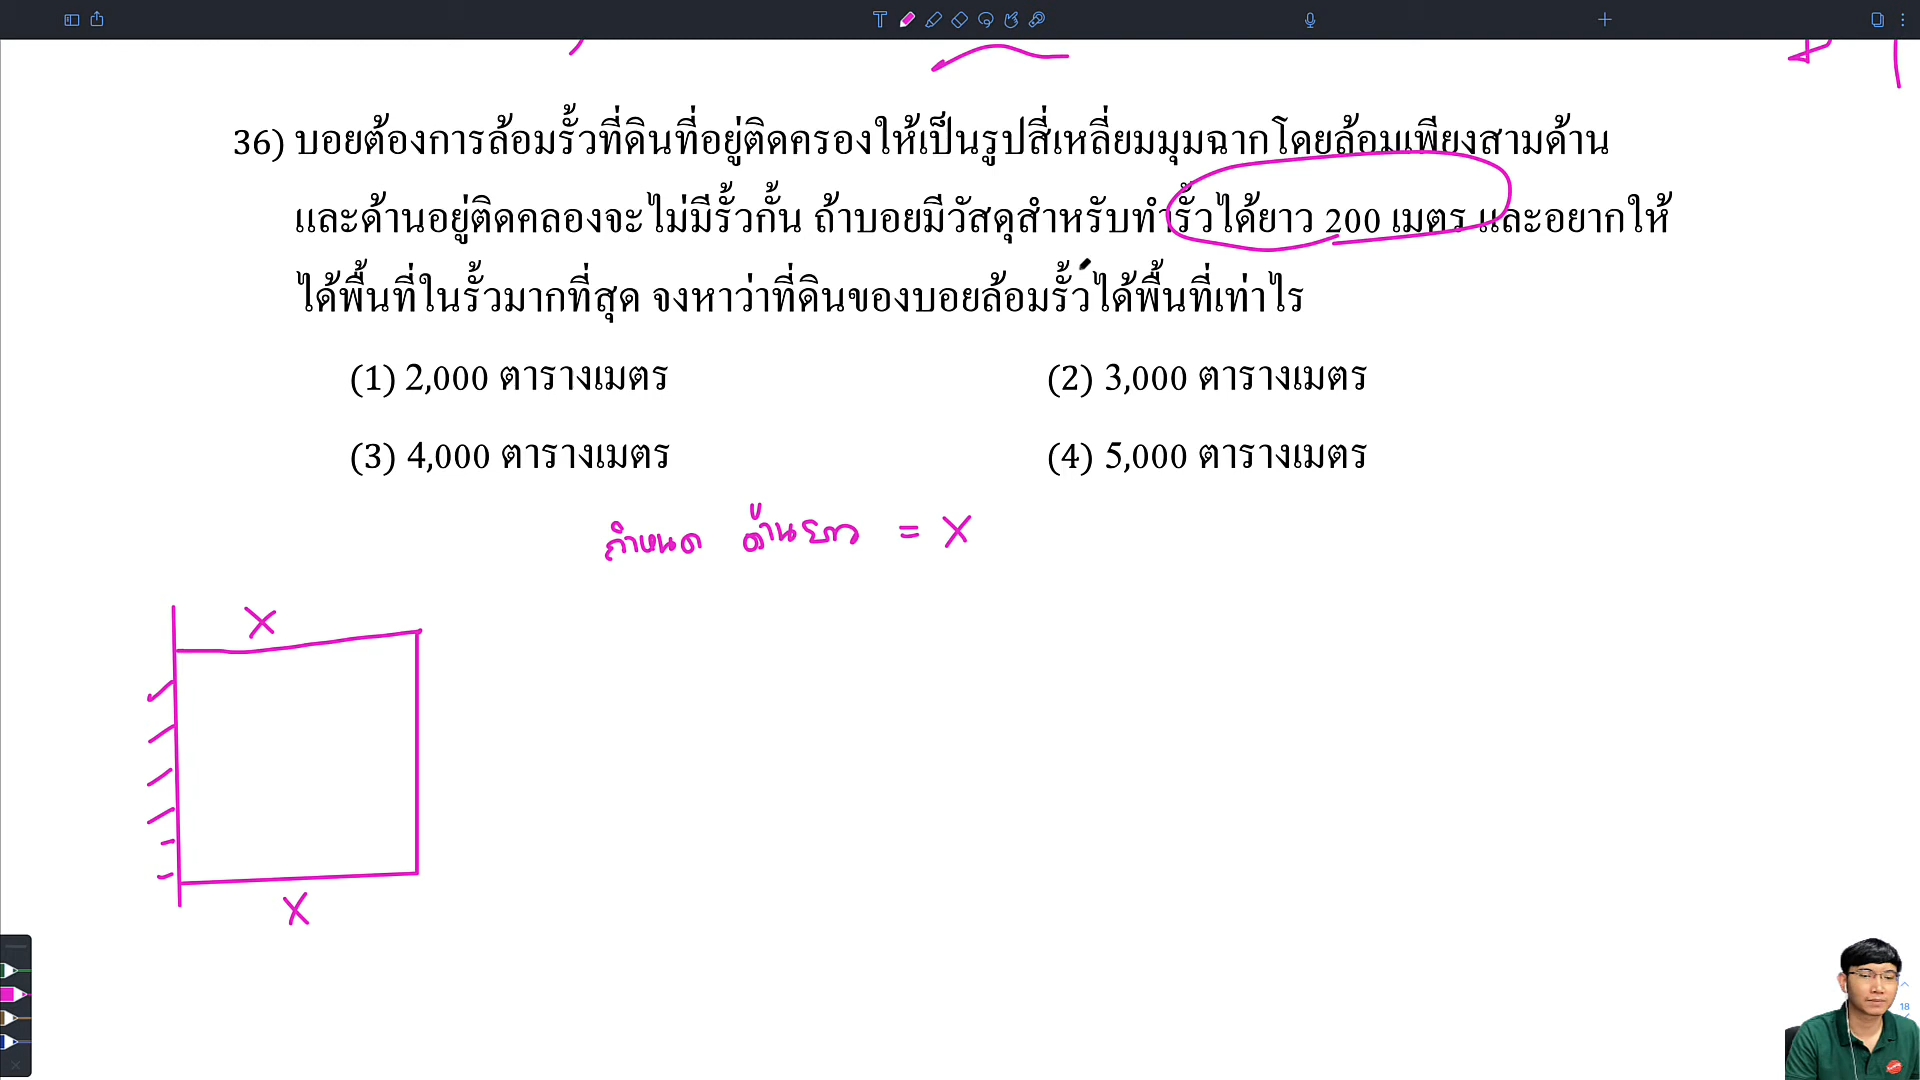 36) บอยต้องการล้อมรั้วที่ดินที่อยู่ติดครองให้เป็นรูปสี่เหลี่ยมมุมฉากโดยล้อมเพียงสามด้าน
และด้านอยู่ติดคลองจะไม่มีรั้วกั้น ถ้าบอยมีวัสดุสำหรับทำรั้วได้ยาว 200 เมตร และอยากให้
ได้พื้นที่ในรั้วมากที่สุด จงหาว่าที่ดินของบอยล้อมรั้วได้พื้นที่เท่าไร
(1) 2,000 ตารางเมตร (2) 3,000 ตารางเมตร
(3) 4,000 ตารางเมตร (4) 5,000 ตารางเมตร
กำหนด ด้านยาว = X
X
X
18